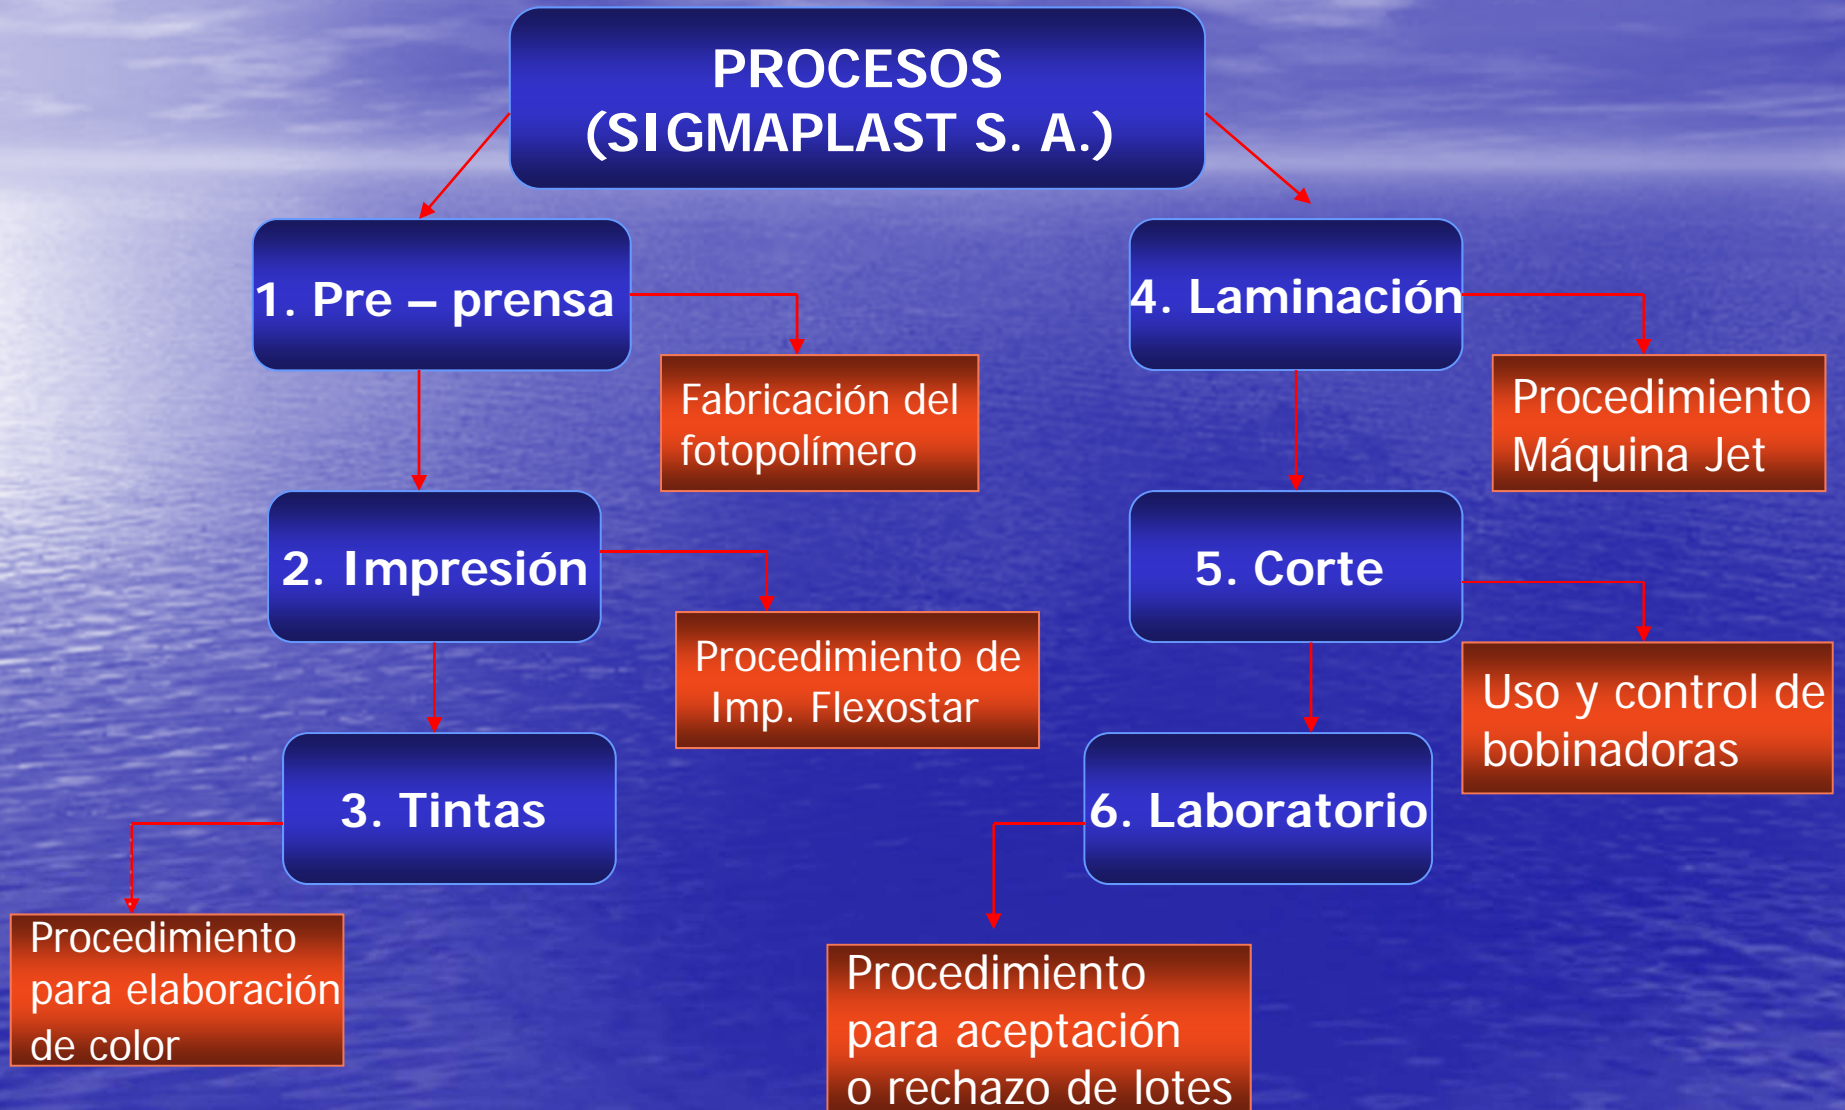 PROCESOS
(SIGMAPLAST S. A.)
1. Pre – prensa
Fabricación del
fotopolímero
2. Impresión
Procedimiento de
Imp. Flexostar
3. Tintas
Procedimiento
para elaboración
de color
4. Laminación
Procedimiento
Máquina Jet
5. Corte
Uso y control de
bobinadoras
6. Laboratorio
Procedimiento
para aceptación
o rechazo de lotes